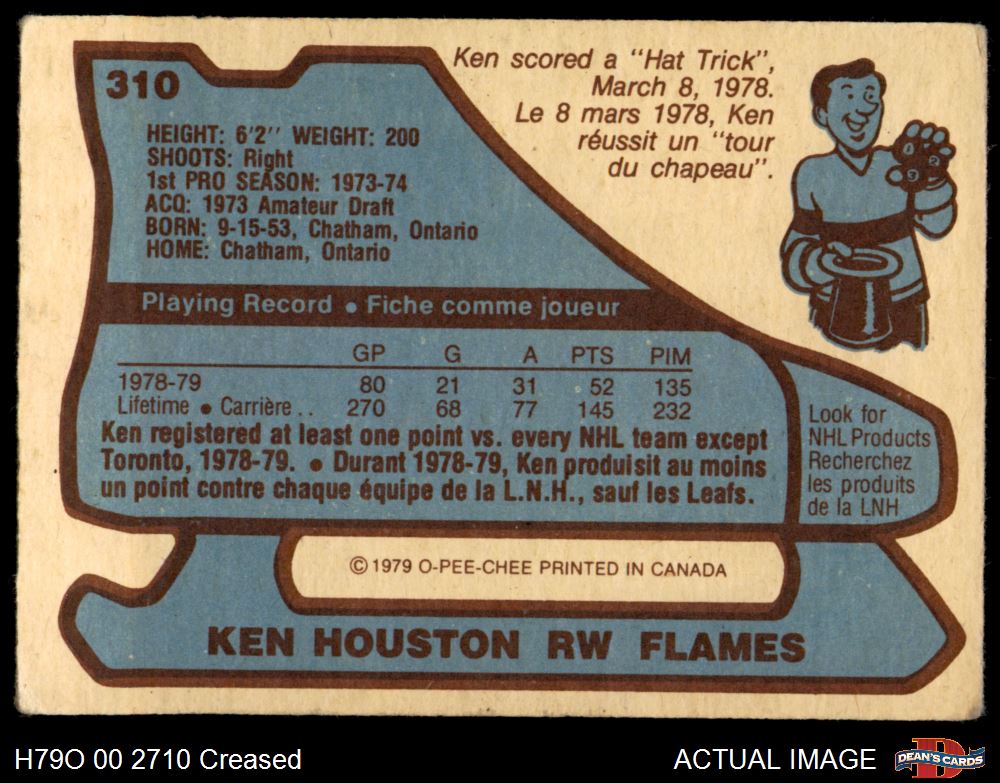 310
Ken scored a "Hat Trick",
March 8, 1978.
Le 8 mars 1978, Ken
réussit un "tour
du chapeau".
1
2
3
HEIGHT: 6'2" WEIGHT: 200
SHOOTS: Right
1st PRO SEASON: 1973-74
ACQ: 1973 Amateur Draft
BORN: 9-15-53, Chatham, Ontario
HOME: Chatham, Ontario
Playing Record • Fiche comme joueur
GP G A PTS PIM
1978-79 80 21 31 52 135
Lifetime • Carrière .. 270 68 77 145 232
Ken registered at least one point vs. every NHL team except
Toronto, 1978-79. • Durant 1978-79, Ken produisit au moins
un point contre chaque équipe de la L.N.H., sauf les Leafs.
Look for
NHL Products
Recherchez
les produits
de la LNH
© 1979 O-PEE-CHEE PRINTED IN CANADA
KEN HOUSTON RW FLAMES
H79O 00 2710 Creased
ACTUAL IMAGE
D
DEAN'S CARDS